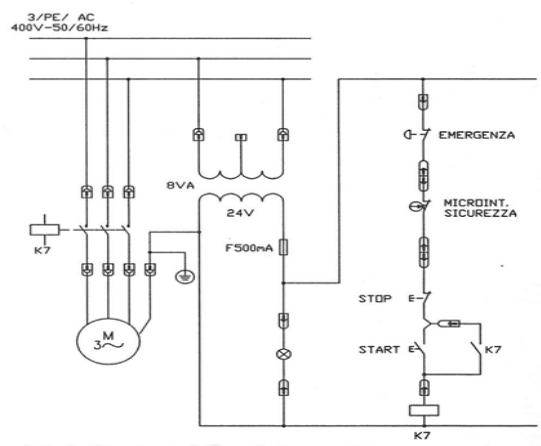 3/PE/ AC
400V-50/60Hz
EMERGENZA
8VA
MICROINT.
SICUREZZA
24V
K7
F500mA
STOP E
M
3~
START E
K7
K7